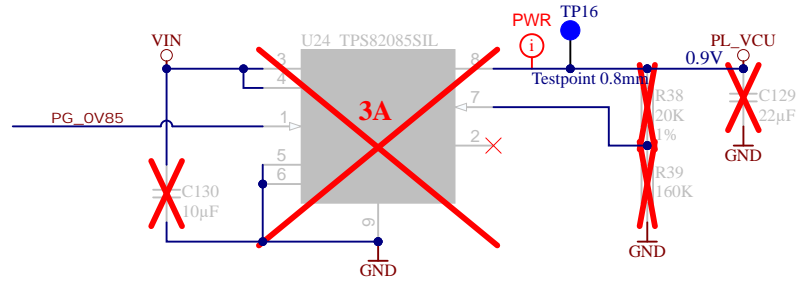 PWR
TP16
VIN
U24 TPS82085SIL
PL_VCU
0.9V
3
8
4
Testpoint 0.8mm
3A
7
R38
20K
1%
C129
22µF
PG_0V85
1
2
GND
5
6
C130
10µF
R39
160K
9
GND
GND
i